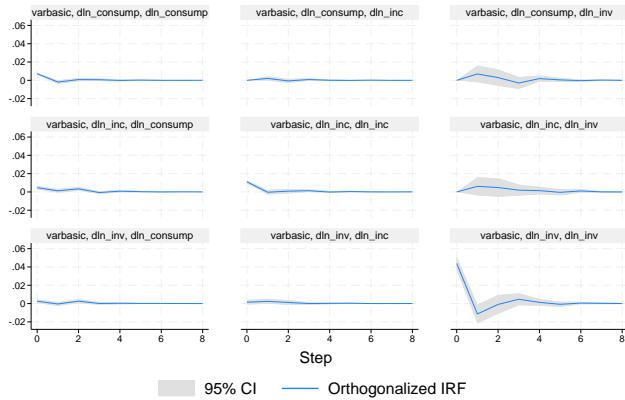 varbasic, dln_consump, dln_consump
varbasic, dln_consump, dln_inc
varbasic, dln_consump, dln_inv
.06
.04
.02
0
-.02
varbasic, dln_inc, dln_consump
varbasic, dln_inc, dln_inc
varbasic, dln_inc, dln_inv
.06
.04
.02
0
-.02
varbasic, dln_inv, dln_consump
varbasic, dln_inv, dln_inc
varbasic, dln_inv, dln_inv
.06
.04
.02
0
-.02
0 2 4 6 8
0 2 4 6 8
0 2 4 6 8
Step
95% CI
Orthogonalized IRF